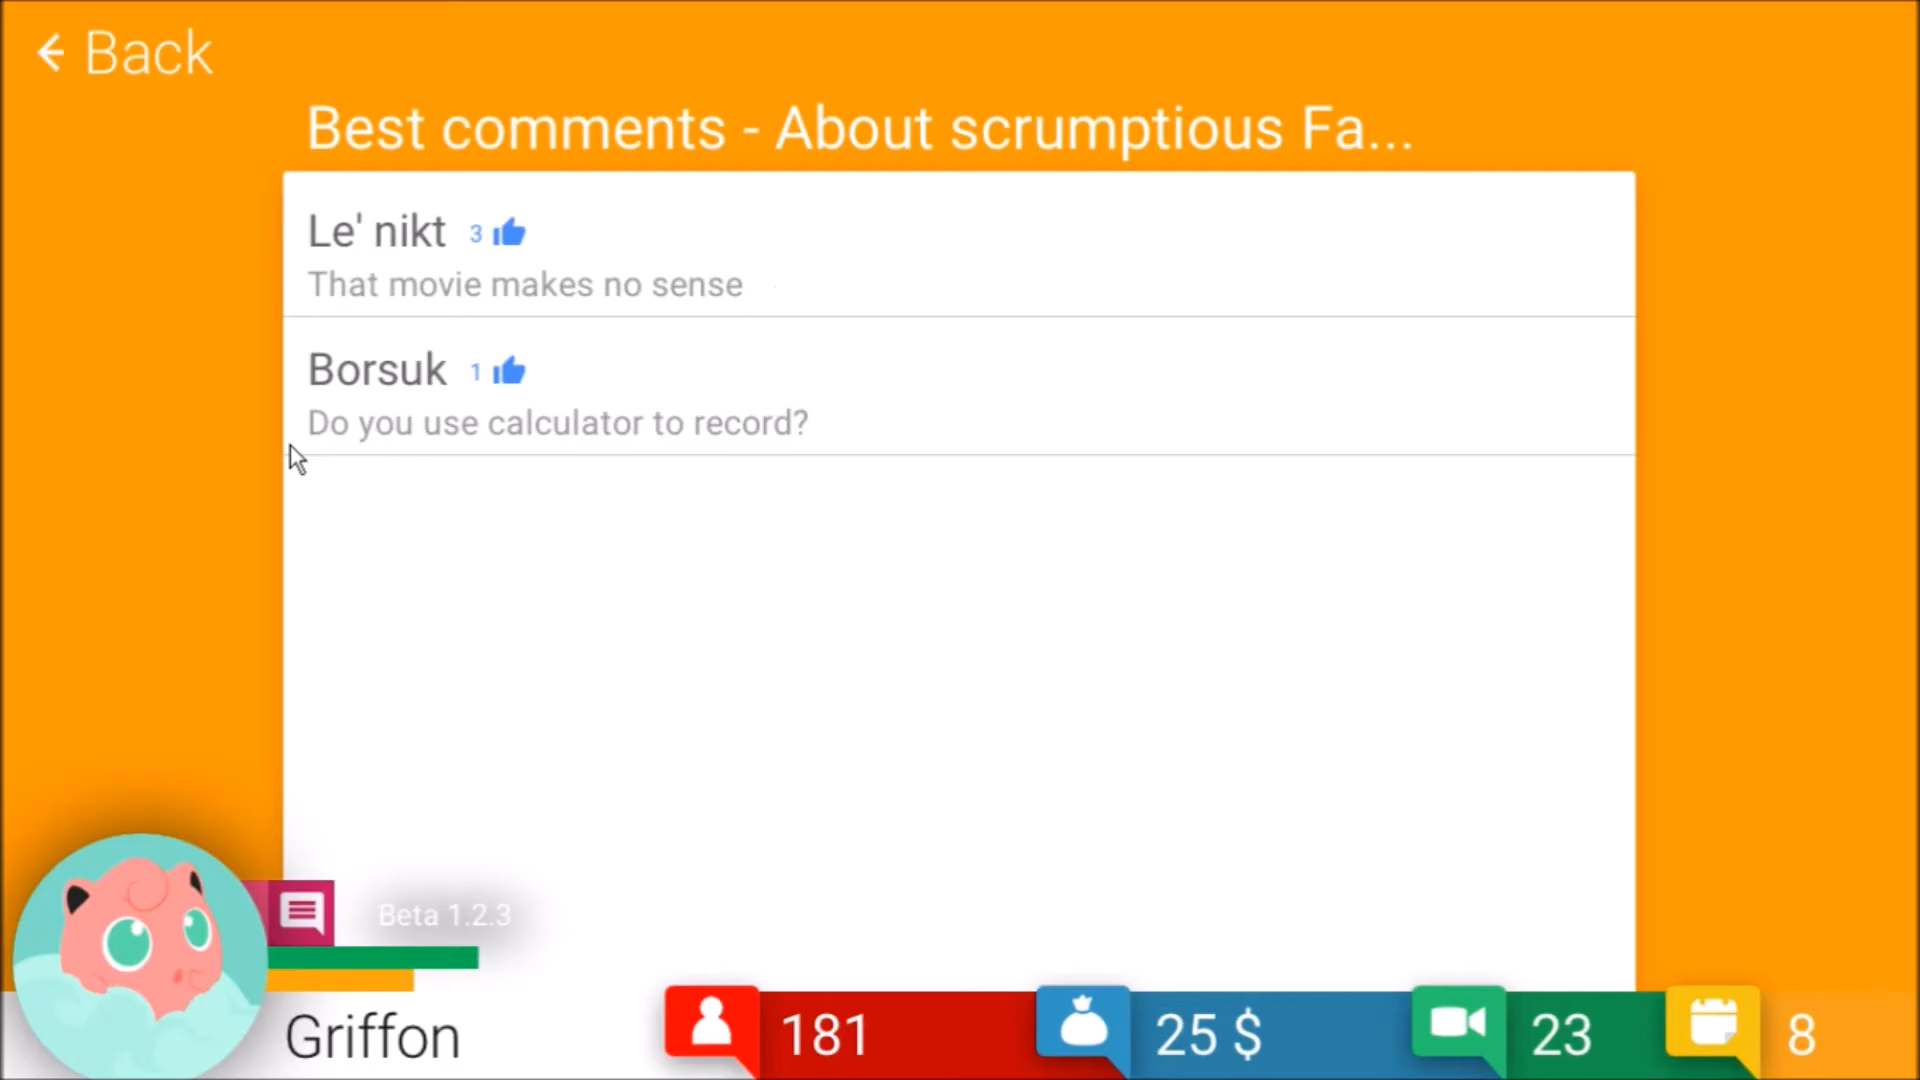 Back
Best comments - About scrumptious Fa...
Le' nikt 3
That movie makes no sense
Borsuk 1
Do you use calculator to record?
Beta 1.2.3
Griffon
181
25 $
23
8